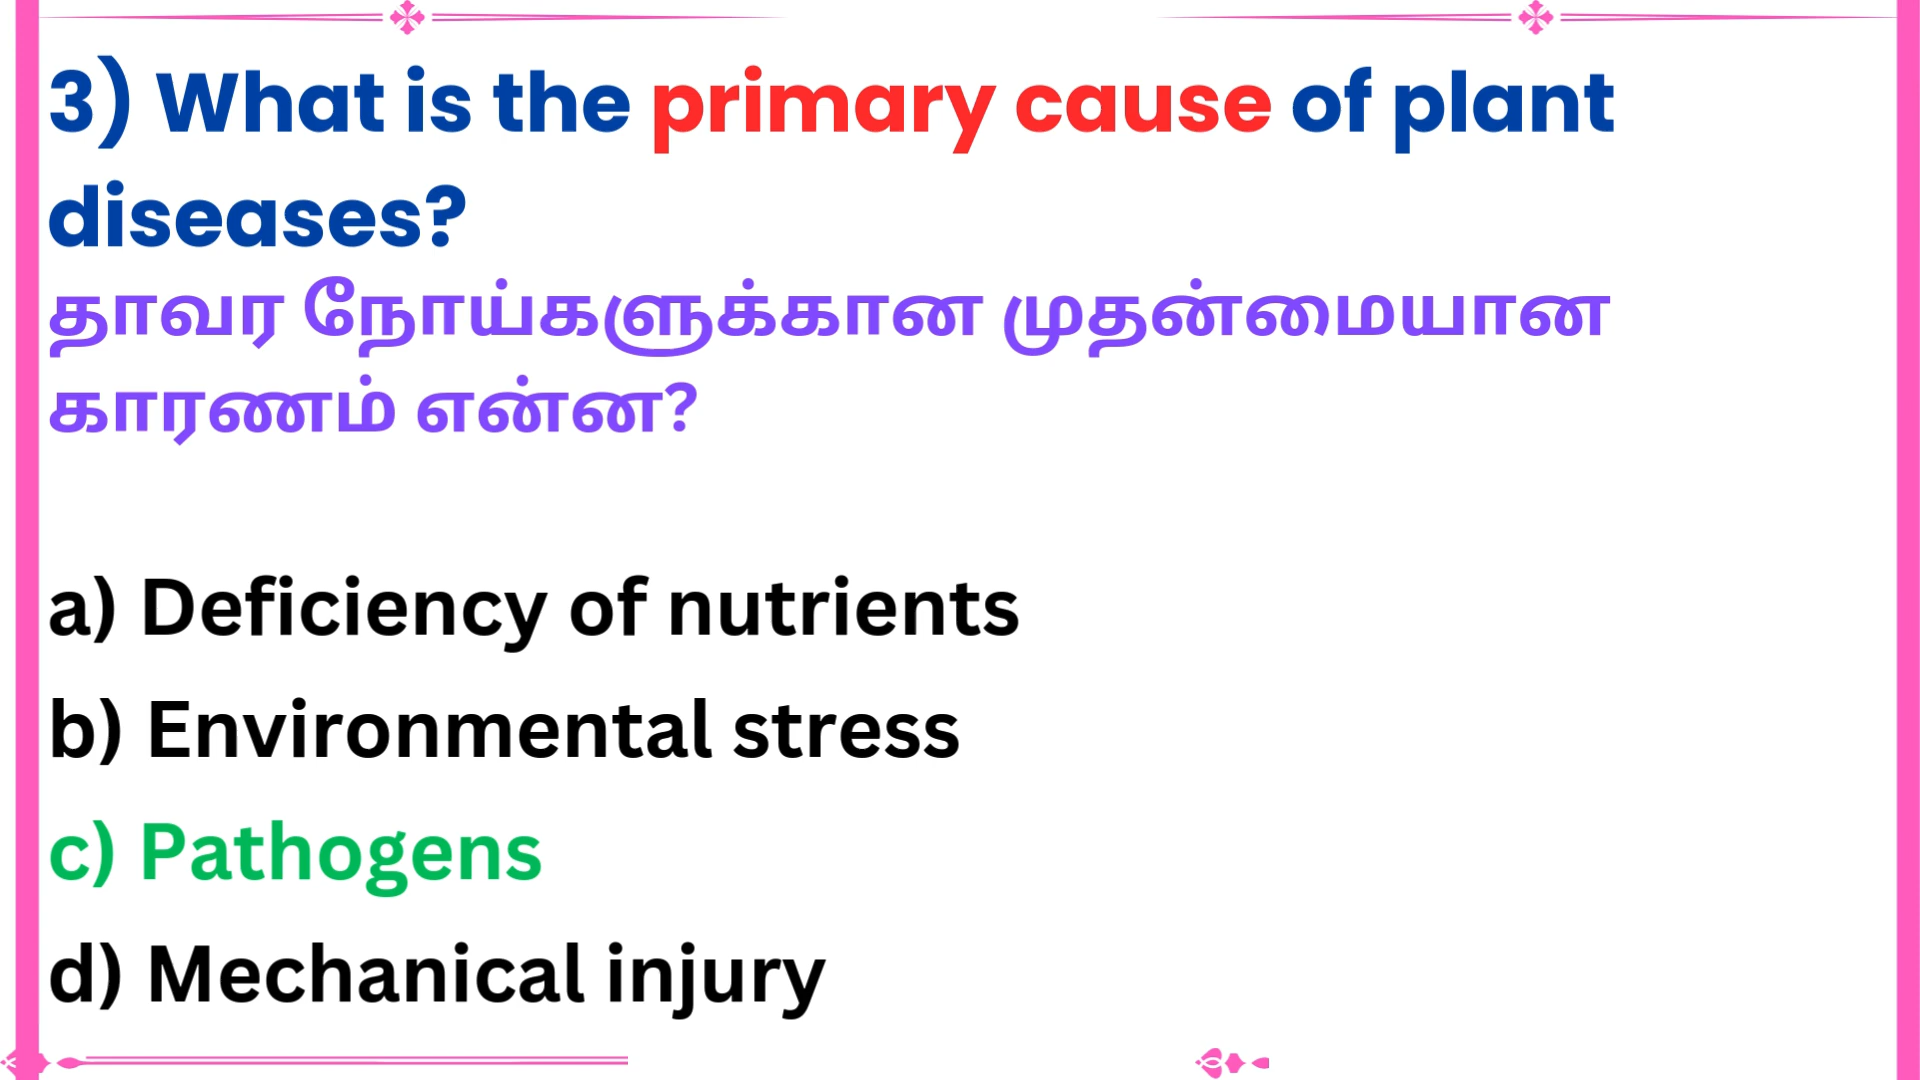 3) What is the primary cause of plant
diseases?
தாவர நோய்களுக்கான முதன்மையான
காரணம் என்ன?
a) Deficiency of nutrients
b) Environmental stress
c) Pathogens
d) Mechanical injury